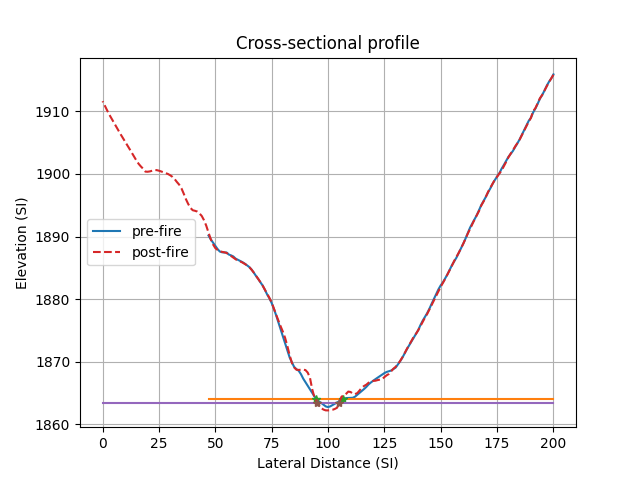 Cross-sectional profile
Elevation (SI)
1910
1900
1890
1880
1870
1860
pre-fire
post-fire
0 25 50 75 100 125 150 175 200
Lateral Distance (SI)